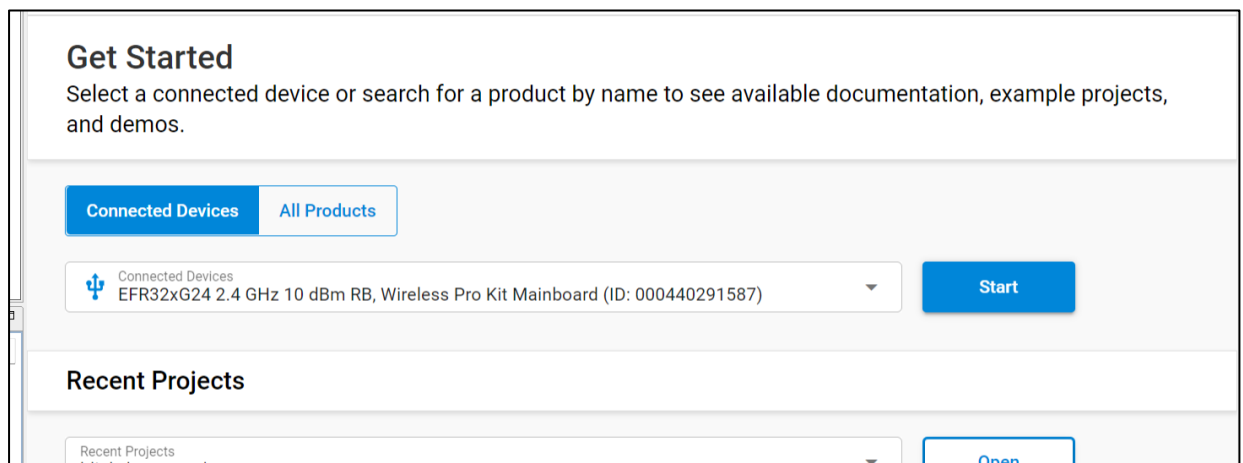 Get Started
Select a connected device or search for a product by name to see available documentation, example projects,
and demos.
Connected Devices
All Products
Connected Devices
EFR32xG24 2.4 GHz 10 dBm RB, Wireless Pro Kit Mainboard (ID: 000440291587)
Start
Recent Projects
Recent Projects
Open